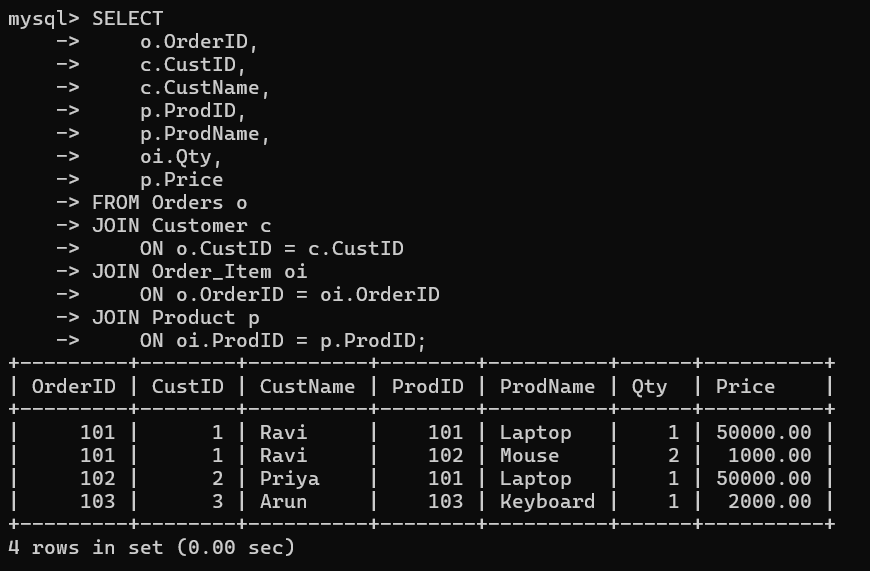 mysql> SELECT
    ->     o.OrderID,
    ->     c.CustID,
    ->     c.CustName,
    ->     p.ProdID,
    ->     p.ProdName,
    ->     oi.Qty,
    ->     p.Price
    -> FROM Orders o
    -> JOIN Customer c
    ->     ON o.CustID = c.CustID
    -> JOIN Order_Item oi
    ->     ON o.OrderID = oi.OrderID
    -> JOIN Product p
    ->     ON oi.ProdID = p.ProdID;
+---------+--------+----------+--------+----------+------+----------+
| OrderID | CustID | CustName | ProdID | ProdName | Qty  | Price    |
+---------+--------+----------+--------+----------+------+----------+
|     101 |      1 | Ravi     |    101 | Laptop   |    1 | 50000.00 |
|     101 |      1 | Ravi     |    102 | Mouse    |    2 |  1000.00 |
|     102 |      2 | Priya    |    101 | Laptop   |    1 | 50000.00 |
|     103 |      3 | Arun     |    103 | Keyboard |    1 |  2000.00 |
+---------+--------+----------+--------+----------+------+----------+
4 rows in set (0.00 sec)